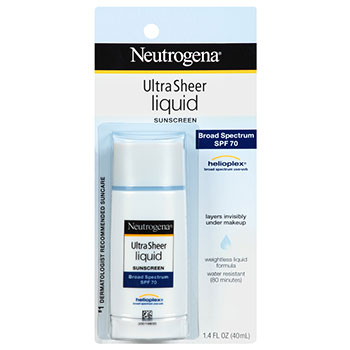 Neutrogena®
Ultra Sheer
liquid
SUNSCREEN
Broad Spectrum
SPF 70
helioplex®
broad spectrum uva•uvb
layers invisibly
under makeup
weightless liquid
formula
water resistant
(80 minutes)
1.4 FL OZ (40mL)
#1 DERMATOLOGIST RECOMMENDED SUNCARE
Neutrogena®
Ultra Sheer
liquid
SUNSCREEN
Broad Spectrum
SPF 70
helioplex®